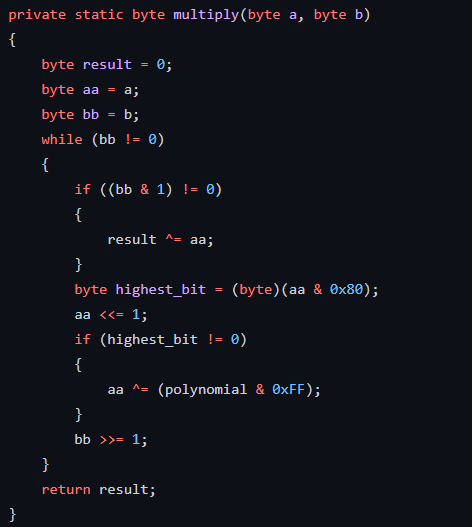 private static byte multiply(byte a, byte b)
{
    byte result = 0;
    byte aa = a;
    byte bb = b;
    while (bb != 0)
    {
        if ((bb & 1) != 0)
        {
            result ^= aa;
        }
        byte highest_bit = (byte)(aa & 0x80);
        aa <<= 1;
        if (highest_bit != 0)
        {
            aa ^= (polynomial & 0xFF);
        }
        bb >>= 1;
    }
    return result;
}